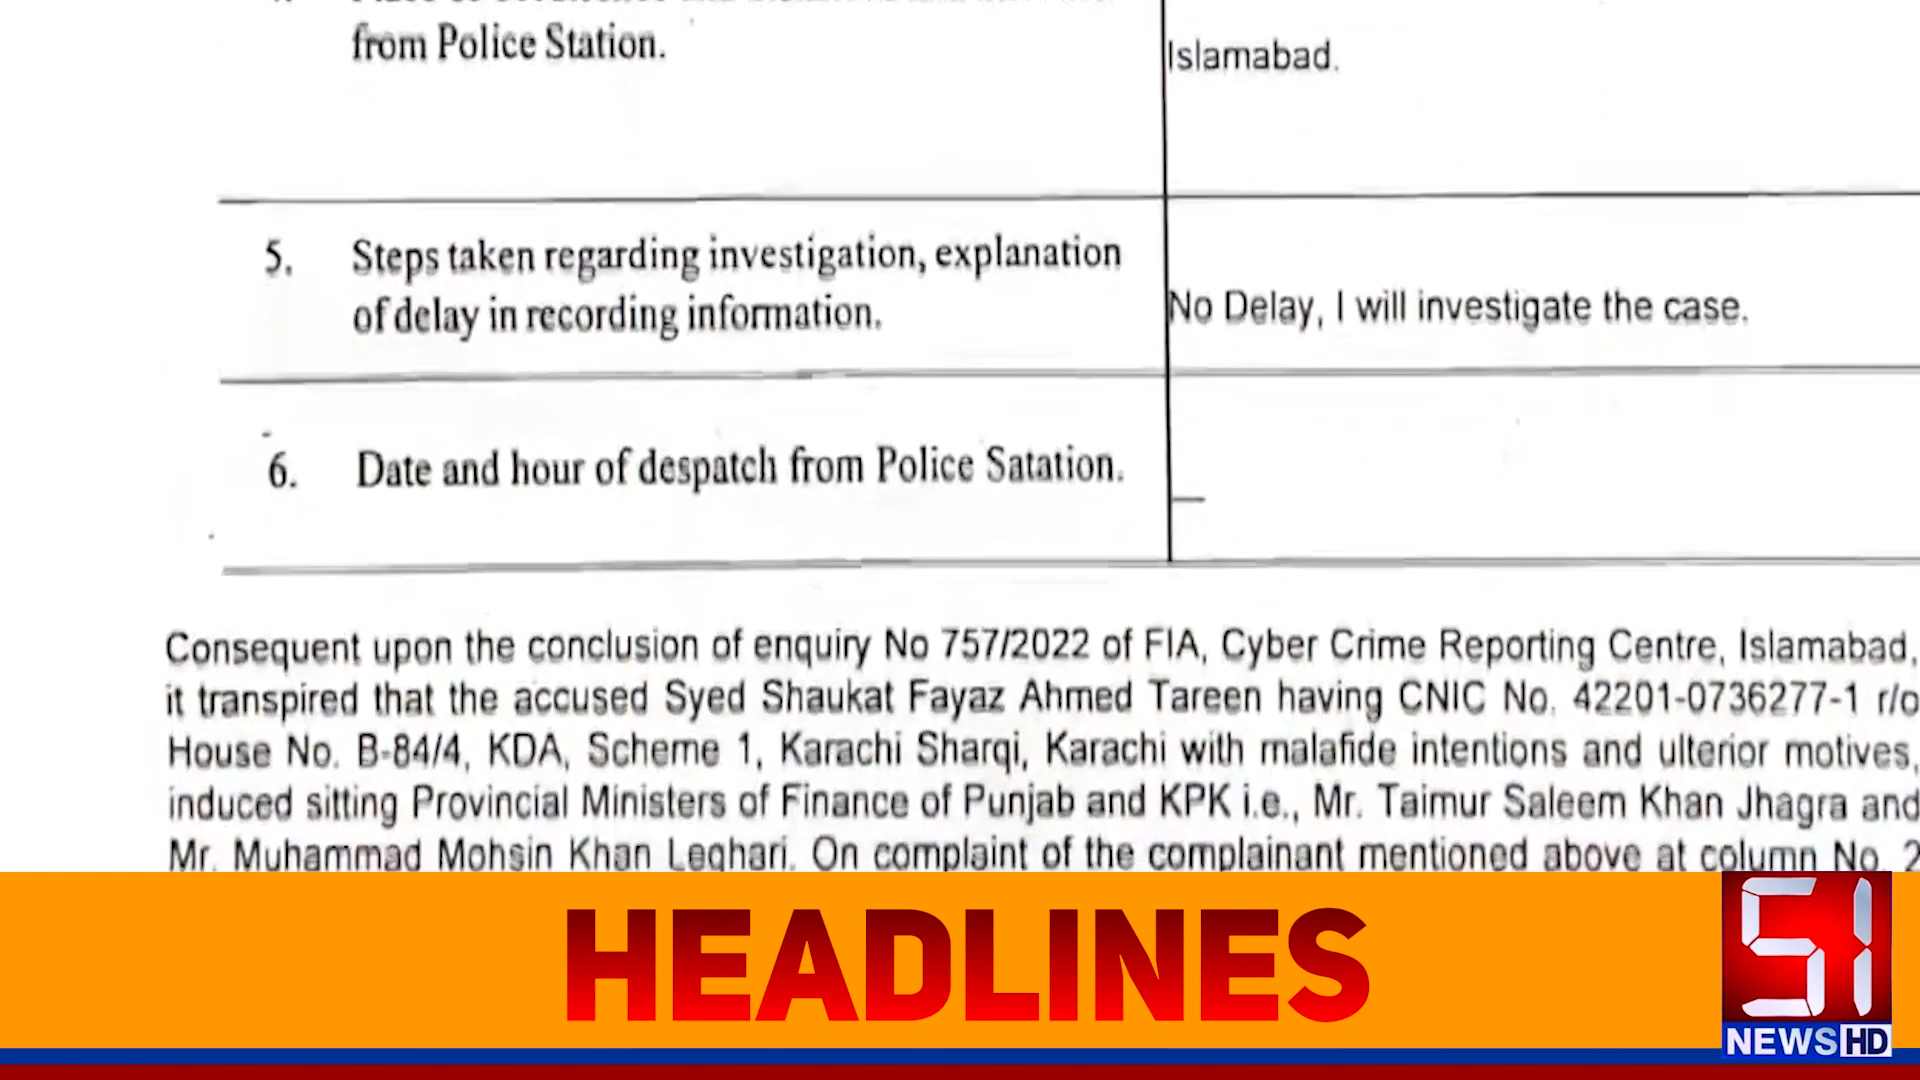 from Police Station.
Islamabad.
5. Steps taken regarding investigation, explanation
of delay in recording information.
No Delay, I will investigate the case.
6. Date and hour of despatch from Police Satation.
Consequent upon the conclusion of enquiry No 757/2022 of FIA, Cyber Crime Reporting Centre, Islamabad,
it transpired that the accused Syed Shaukat Fayaz Ahmed Tareen having CNIC No. 42201-0736277-1 r/o
House No. B-84/4, KDA, Scheme 1, Karachi Sharqi, Karachi with malafide intentions and ulterior motives,
induced sitting Provincial Ministers of Finance of Punjab and KPK i.e., Mr. Taimur Saleem Khan Jhagra and
Mr. Muhammad Mohsin Khan Leghari. On complaint of the complainant mentioned above at column No. 2
HEADLINES
51
NEWS HD